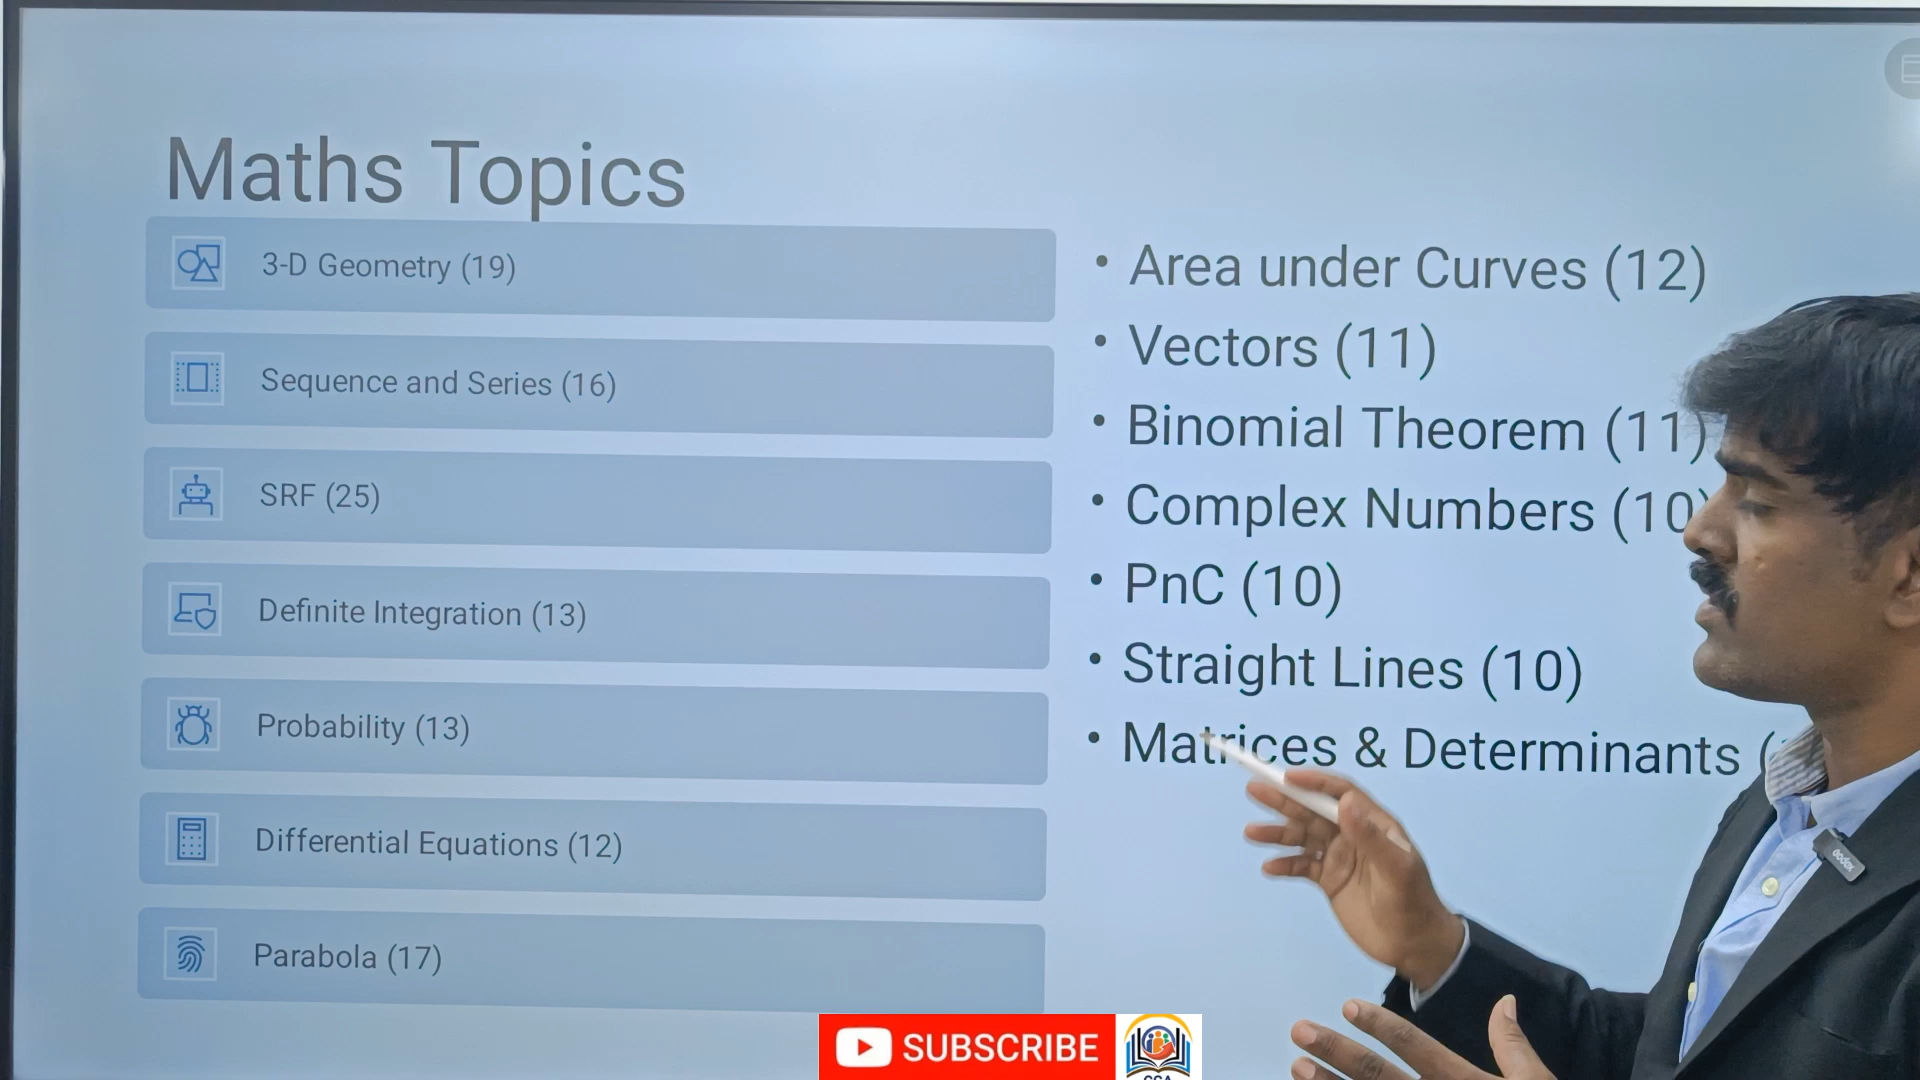 Maths Topics
3-D Geometry (19)
Sequence and Series (16)
SRF (25)
Definite Integration (13)
Probability (13)
Differential Equations (12)
Parabola (17)
• Area under Curves (12)
• Vectors (11)
• Binomial Theorem (11)
• Complex Numbers (10)
• PnC (10)
• Straight Lines (10)
• Matrices & Determinants (
SUBSCRIBE